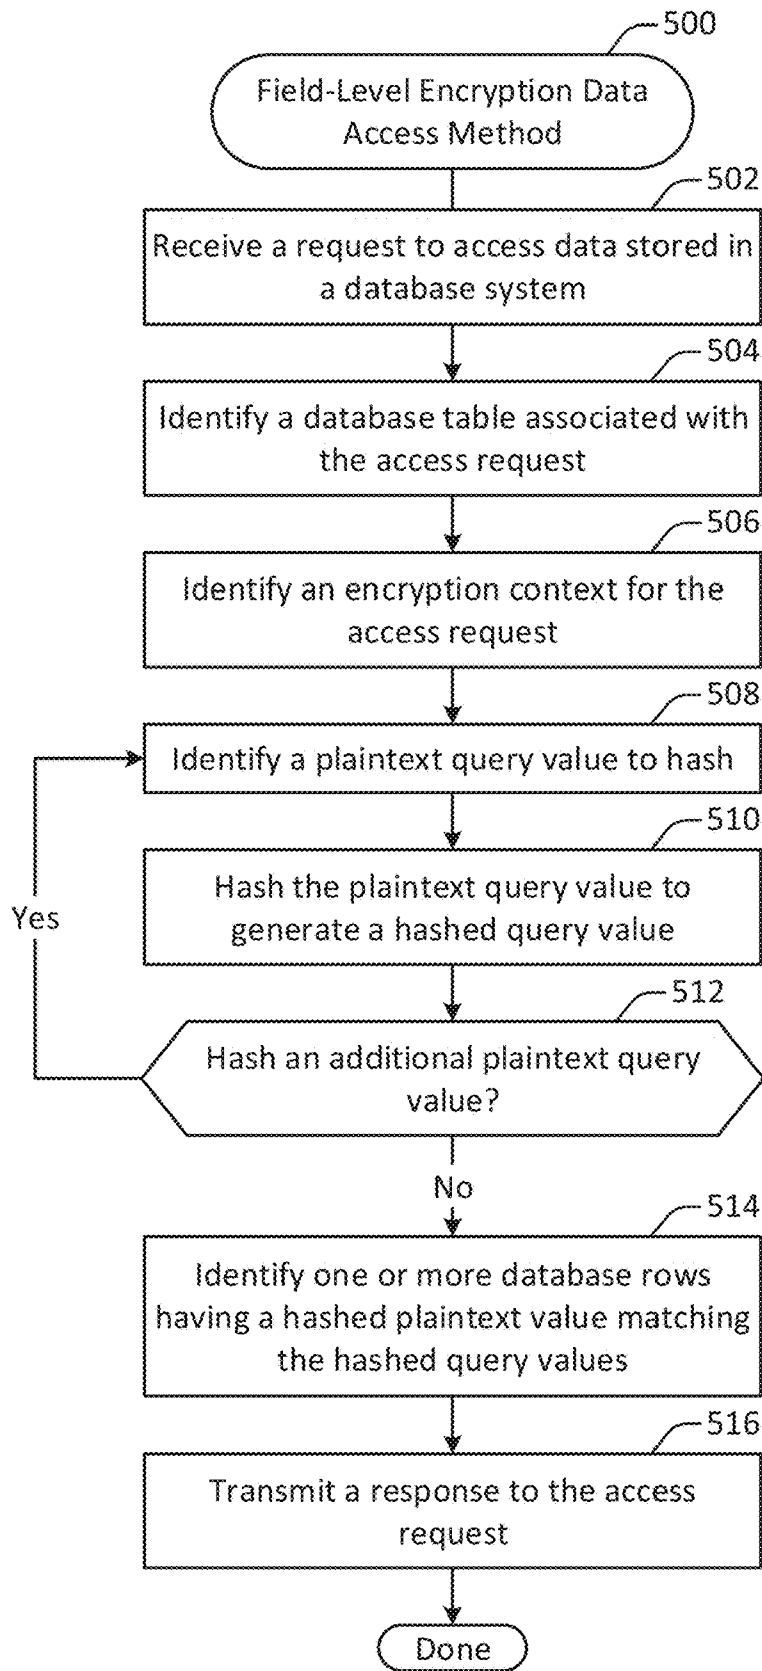 500
Field-Level Encryption Data
Access Method
502
Receive a request to access data stored in
a database system
504
Identify a database table associated with
the access request
506
Identify an encryption context for the
access request
508
Identify a plaintext query value to hash
510
Hash the plaintext query value to
generate a hashed query value
Yes
512
Hash an additional plaintext query
value?
No
514
Identify one or more database rows
having a hashed plaintext value matching
the hashed query values
516
Transmit a response to the access
request
Done